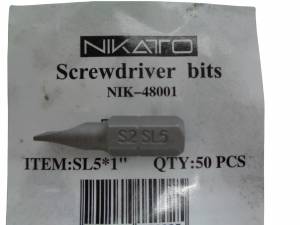 NIKATO
Screwdriver bits
NIK-48001
S2 SL5
ITEM:SL5*1" QTY:50 PCS